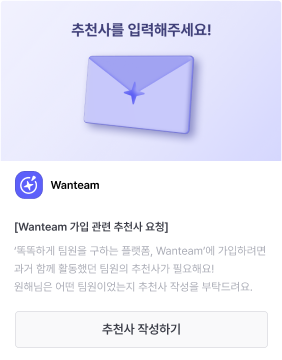 추천사를 입력해주세요!
Wanteam
[Wanteam 가입 관련 추천사 요청]
'똑똑하게 팀원을 구하는 플랫폼, Wanteam'에 가입하려면
과거 함께 활동했던 팀원의 추천사가 필요해요!
원해님은 어떤 팀원이었는지 추천사 작성을 부탁드려요.
추천사 작성하기